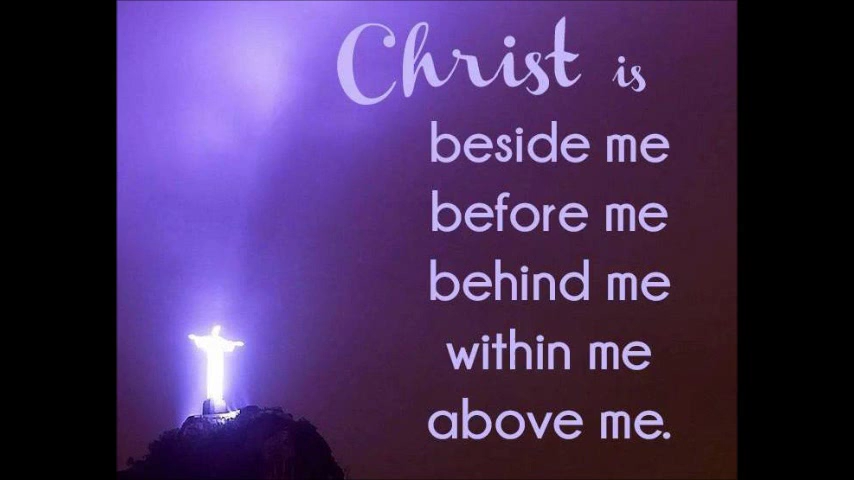 Christ is
beside me
before me
behind me
within me
above me.